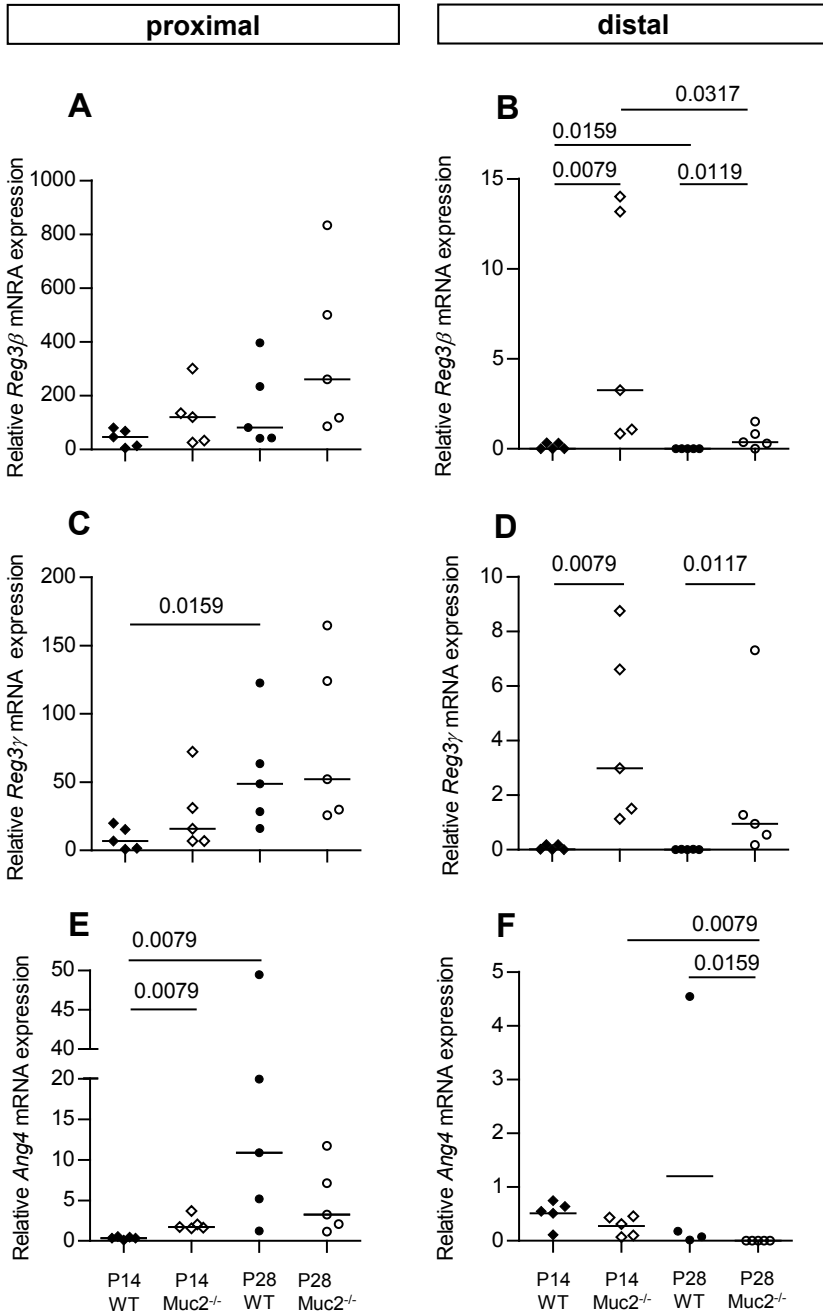 proximal
distal
A
Relative Reg3β mNRA expression
1000
800
600
400
200
0
B
Relative Reg3β mRNA expression
0.0317
0.0159
0.0079 0.0119
15
10
5
0
C
Relative Reg3γ mRNA expression
200
150
100
50
0
0.0159
D
Relative Reg3γ mRNA expression
0.0079 0.0117
10
8
6
4
2
0
E
Relative Ang4 mRNA expression
0.0079
0.0079
50
45
40
20
15
10
5
0
P14 P14 P28 P28
WT Muc2-/- WT Muc2-/-
F
Relative Ang4 mRNA expression
0.0079
0.0159
5
4
3
2
1
0
P14 P14 P28 P28
WT Muc2-/- WT Muc2-/-